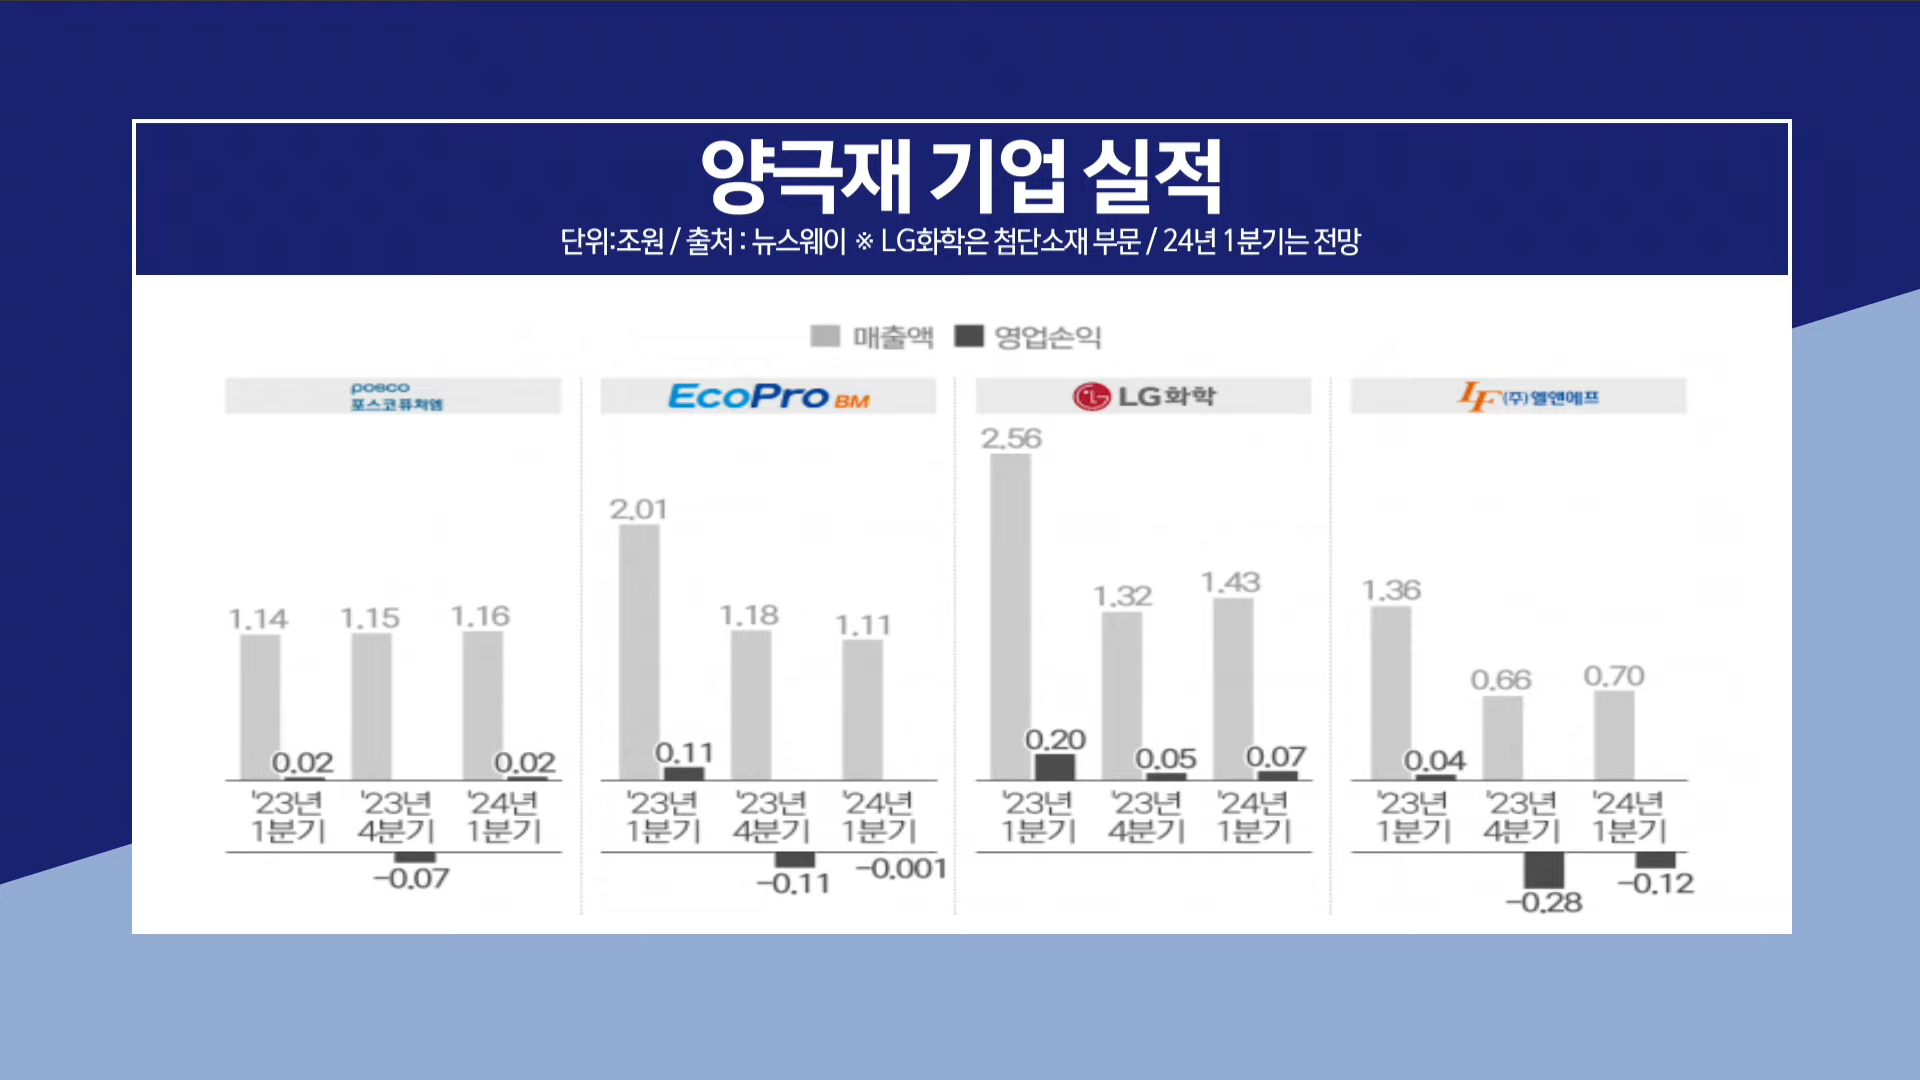 양극재 기업 실적
단위:조원 / 출처 : 뉴스웨이 ※ LG화학은 첨단소재 부문 / 24년 1분기는 전망
매출액 영업손익
posco
포스코퓨처엠
EcoPro BM
LG화학
LF (주)엘앤에프
1.14 1.15 1.16
0.02 0.02
'23년 '23년 '24년
1분기 4분기 1분기
-0.07
2.01 1.18 1.11
0.11
'23년 '23년 '24년
1분기 4분기 1분기
-0.11 -0.001
2.56 1.32 1.43
0.20 0.05 0.07
'23년 '23년 '24년
1분기 4분기 1분기
1.36 0.66 0.70
0.04
'23년 '23년 '24년
1분기 4분기 1분기
-0.28 -0.12